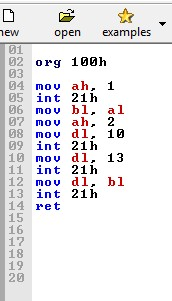 new open examples
01
02 org 100h
03
04 mov ah, 1
05 int 21h
06 mov bl, al
07 mov ah, 2
08 mov dl, 10
09 int 21h
10 mov dl, 13
11 int 21h
12 mov dl, bl
13 int 21h
14 ret
15
16
17
18
19
20